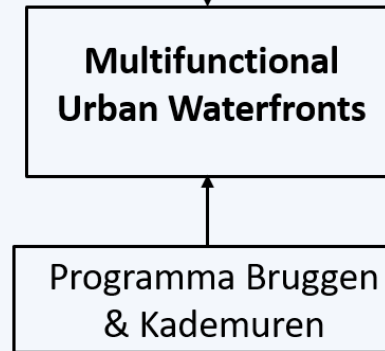 Multifunctional
Urban Waterfronts
Programma Bruggen
& Kademuren